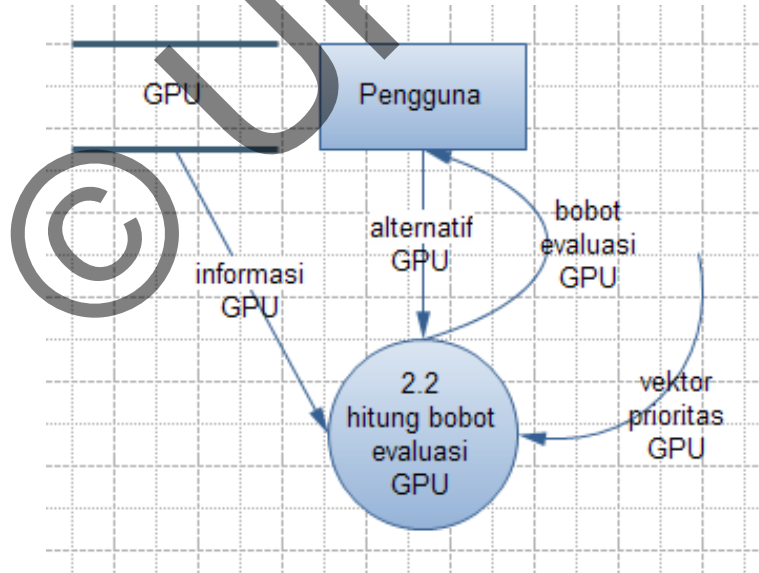 GPU
Pengguna
alternatif
GPU
bobot
evaluasi
GPU
informasi
GPU
2.2
hitung bobot
evaluasi
GPU
vektor
prioritas
GPU
©